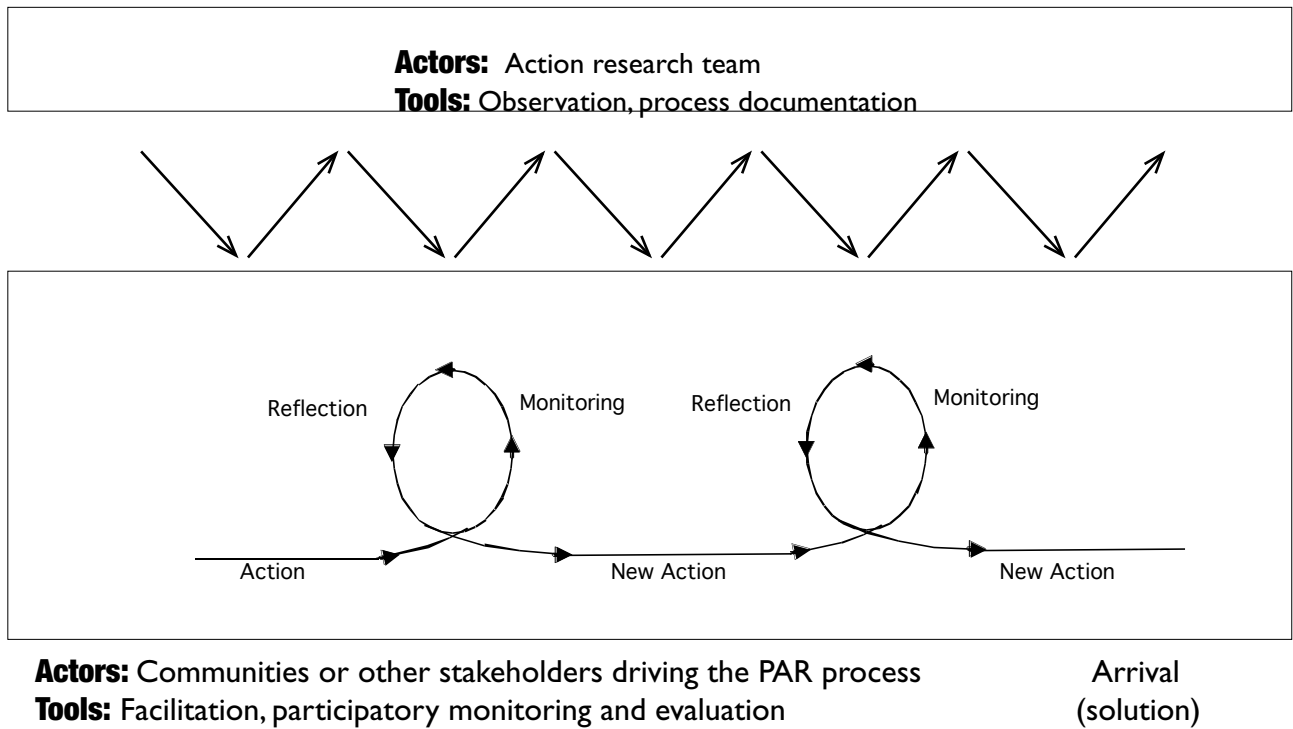 Actors: Action research team
Tools: Observation, process documentation
Reflection
Monitoring
Reflection
Monitoring
Action
New Action
New Action
Actors: Communities or other stakeholders driving the PAR process
Tools: Facilitation, participatory monitoring and evaluation
Arrival
(solution)